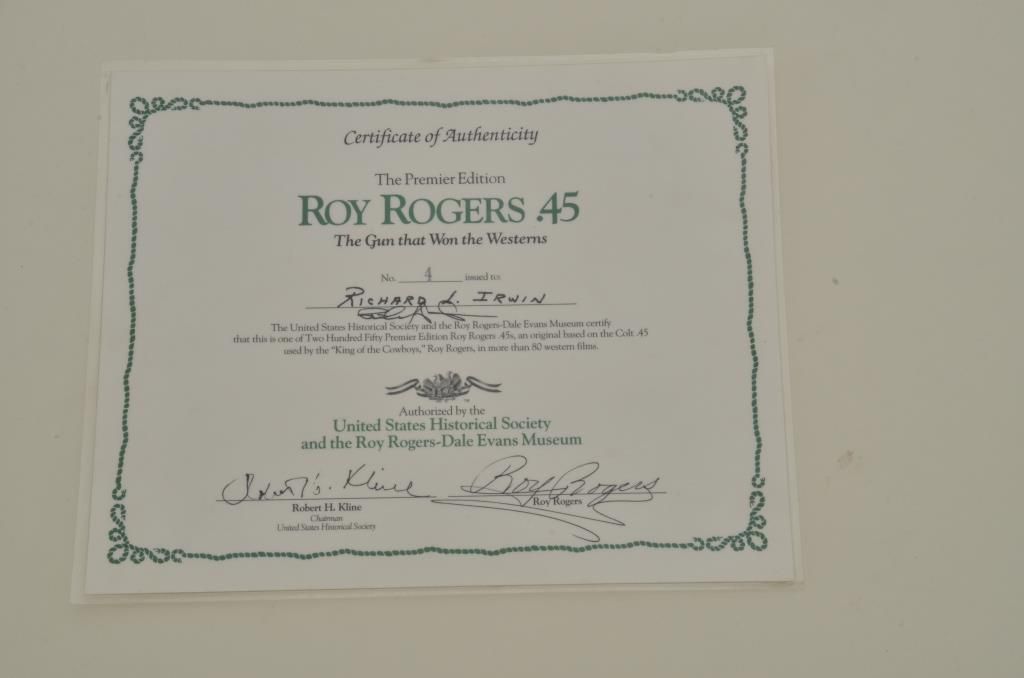 Certificate of Authenticity
The Premier Edition
ROY ROGERS .45
The Gun that Won the Westerns
No. 4 issued to:
RICHARD L. IRWIN
The United States Historical Society and the Roy Rogers-Dale Evans Museum certify
that this is one of Two Hundred Fifty Premier Edition Roy Rogers .45s, an original based on the Colt .45
used by the "King of the Cowboys," Roy Rogers, in more than 80 western films.
TM
Authorized by the
United States Historical Society
and the Roy Rogers-Dale Evans Museum
Kline Roy Rogers
Robert H. Kline Roy Rogers
Chairman
United States Historical Society